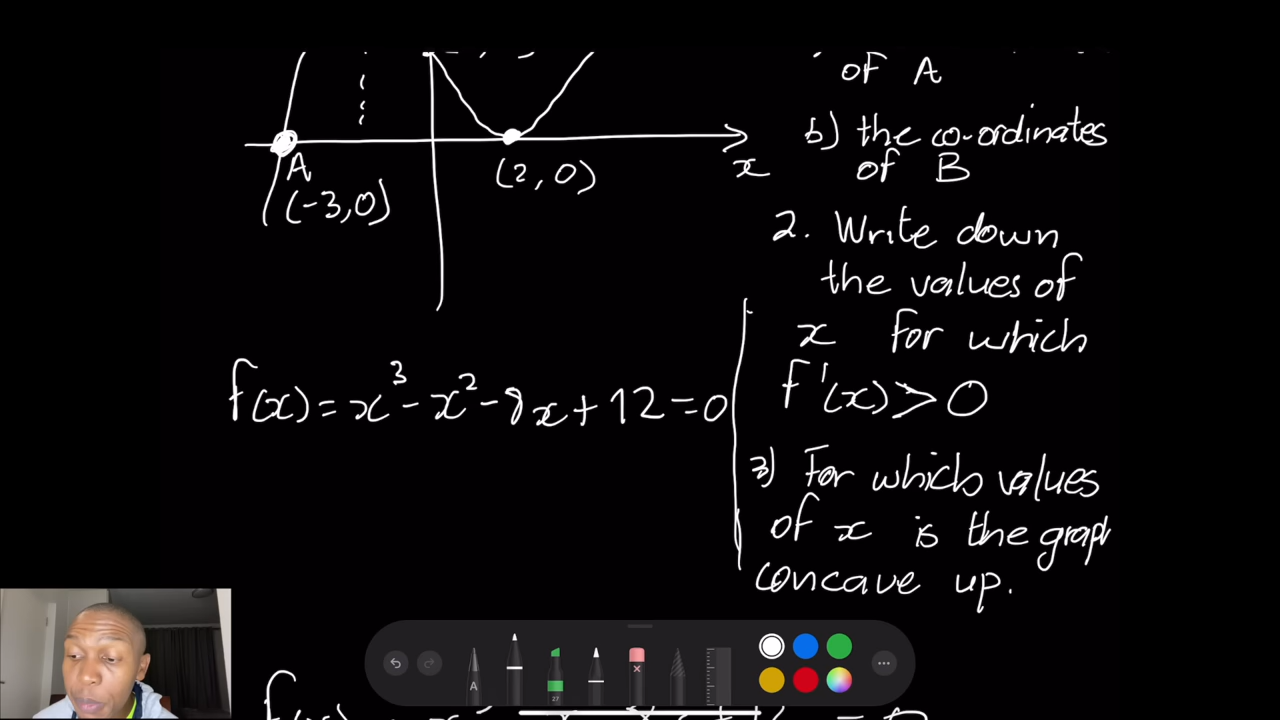 of A
b) the co-ordinates
of B
A
(-3,0)
(2, 0)
x
2. Write down
the values of
x for which
f'(x) > 0
f(x) = x³ - x² - 8x + 12 = 0
3) For which values
of x is the graph
concave up.
A
27